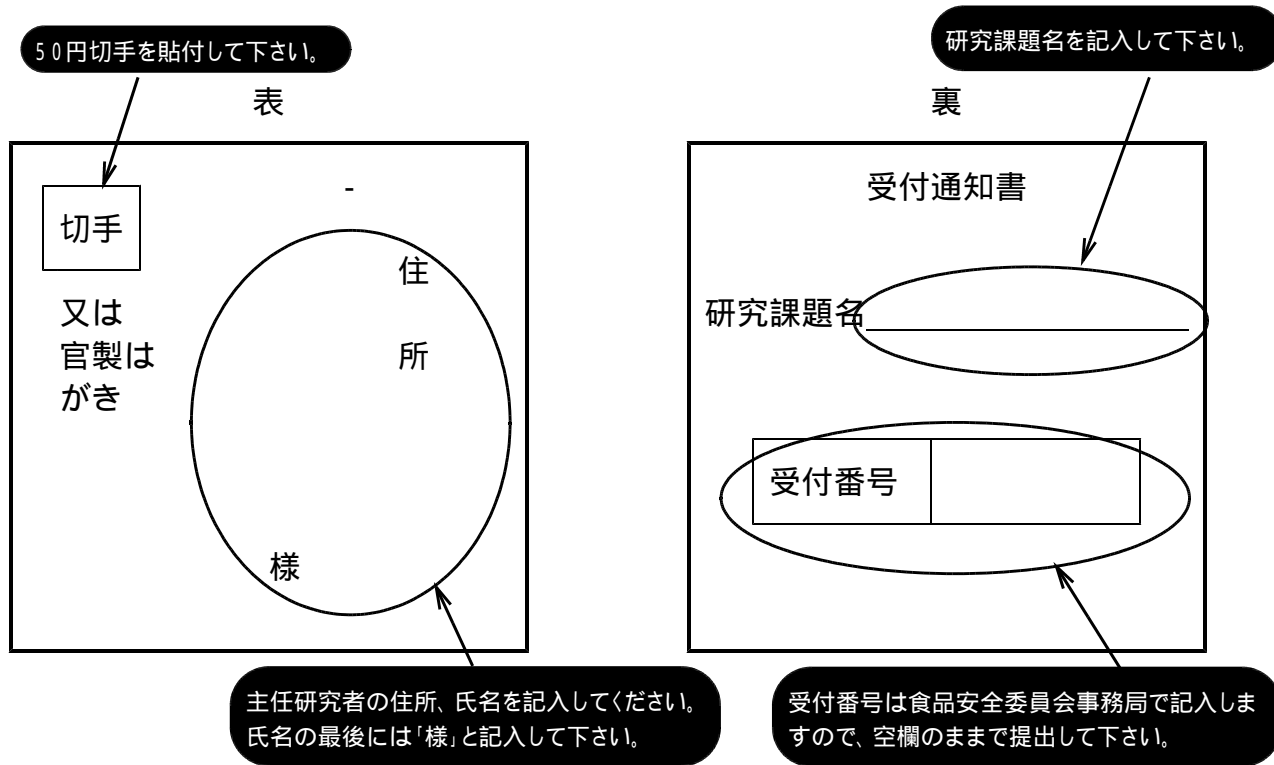 50円切手を貼付して下さい。
研究課題名を記入して下さい。
表
裏
切手
-
住
所
又は
官製は
がき
様
受付通知書
研究課題名
受付番号
主任研究者の住所、氏名を記入してください。
氏名の最後には「様」と記入して下さい。
受付番号は食品安全委員会事務局で記入しま
すので、空欄のままで提出して下さい。